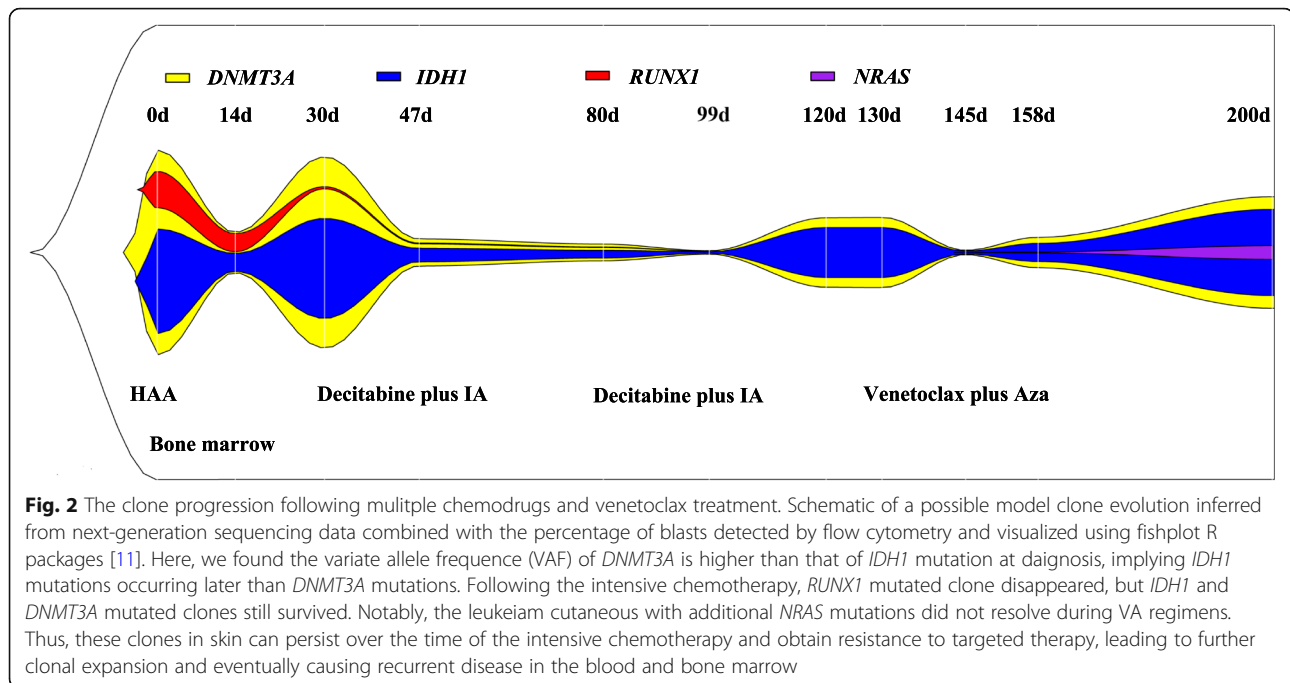 DNMT3A IDH1 RUNX1 NRAS
0d 14d 30d 47d 80d 99d 120d 130d 145d 158d 200d
HAA Decitabine plus IA Decitabine plus IA Venetoclax plus Aza
Bone marrow
Fig. 2 The clone progression following mulitple chemodrugs and venetoclax treatment. Schematic of a possible model clone evolution inferred
from next-generation sequencing data combined with the percentage of blasts detected by flow cytometry and visualized using fishplot R
packages [11]. Here, we found the variate allele frequency (VAF) of DNMT3A is higher than that of IDH1 mutation at daignosis, implying IDH1
mutations occurring later than DNMT3A mutations. Following the intensive chemotherapy, RUNX1 mutated clone disappeared, but IDH1 and
DNMT3A mutated clones still survived. Notably, the leukeiam cutaneous with additional NRAS mutations did not resolve during VA regimens.
Thus, these clones in skin can persist over the time of the intensive chemotherapy and obtain resistance to targeted therapy, leading to further
clonal expansion and eventually causing recurrent disease in the blood and bone marrow